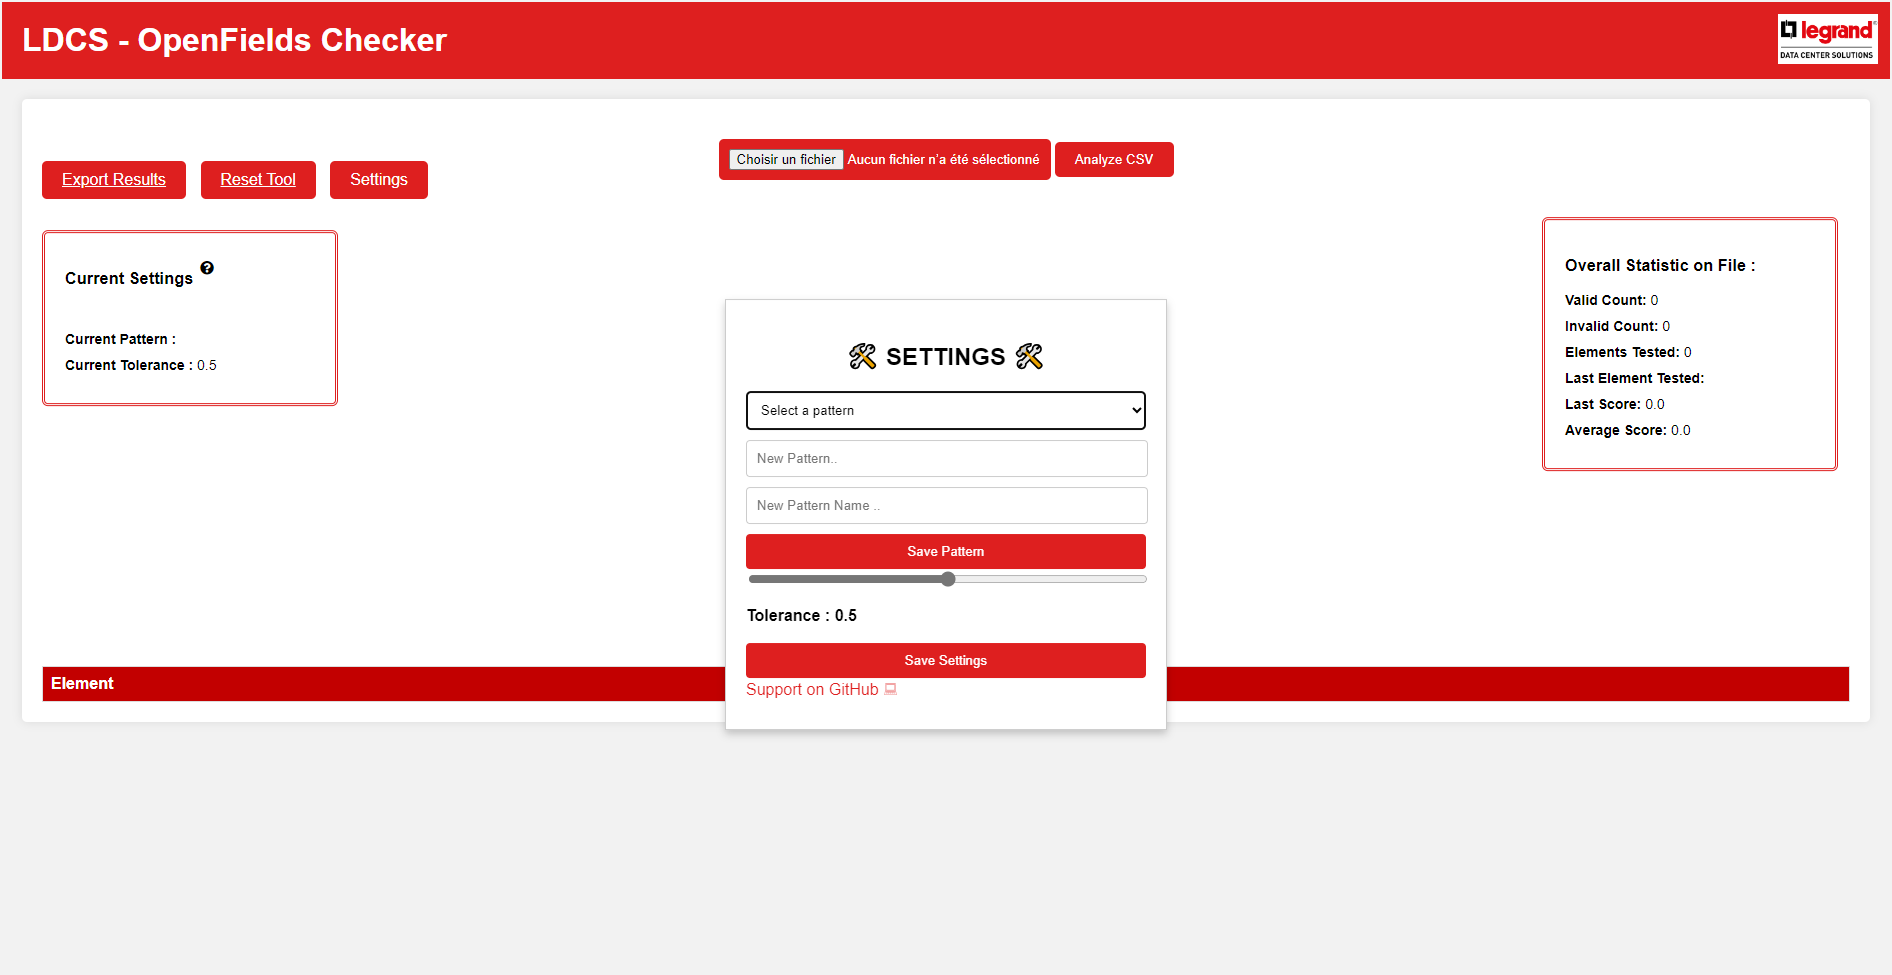 LDCS - OpenFields Checker
legrand
DATA CENTER SOLUTIONS
Choisir un fichier Aucun fichier n'a été sélectionné
Analyze CSV
Export Results
Reset Tool
Settings
Current Settings
Current Pattern :
Current Tolerance : 0.5
Overall Statistic on File :
Valid Count: 0
Invalid Count: 0
Elements Tested: 0
Last Element Tested:
Last Score: 0.0
Average Score: 0.0
🛠 SETTINGS 🛠
Select a pattern
New Pattern..
New Pattern Name ..
Save Pattern
Tolerance : 0.5
Save Settings
Support on GitHub 💻
Element